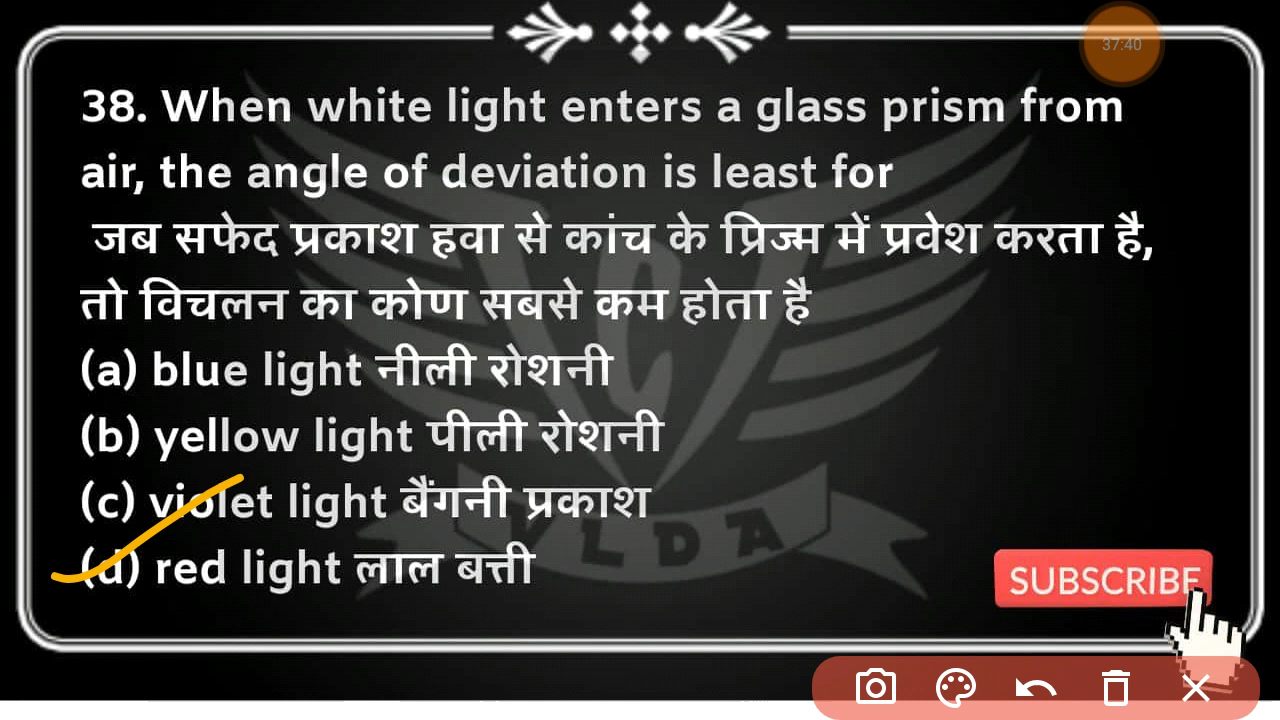 37:40
38. When white light enters a glass prism from
air, the angle of deviation is least for
जब सफेद प्रकाश हवा से कांच के प्रिज्म में प्रवेश करता है,
तो विचलन का कोण सबसे कम होता है
(a) blue light नीली रोशनी
(b) yellow light पीली रोशनी
(c) violet light बैंगनी प्रकाश
(d) red light लाल बत्ती
VLDA
SUBSCRIBE